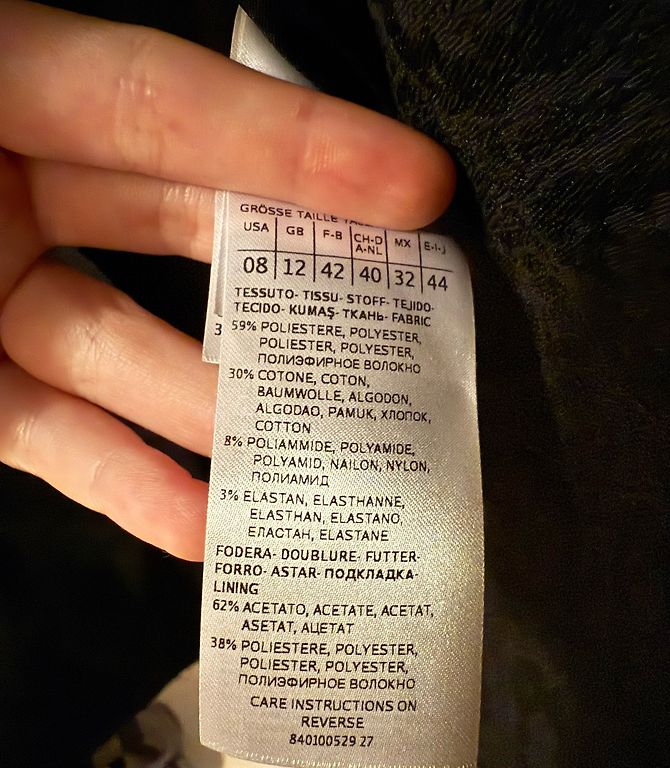 GRÖSSE TAILLE
USA GB F-B CH-D A-NL MX E-I-J
08 12 42 40 32 44
TESSUTO- TISSU- STOFF- TEJIDO-
TECIDO- KUMAŞ- ТКАНЬ- FABRIC
3
59% POLIESTERE, POLYESTER,
POLIESTER, POLYESTER,
ПОЛИЭФИРНОЕ ВОЛОКНО
30% COTONE, COTON,
BAUMWOLLE, ALGODON,
ALGODAO, PAMUK, ХЛОПОК,
COTTON
8% POLIAMMIDE, POLYAMIDE,
POLYAMID, NAILON, NYLON,
ПОЛИАМИД
3% ELASTAN, ELASTHANNE,
ELASTHAN, ELASTANO,
ЕЛАСТАН, ELASTANE
FODERA- DOUBLURE- FUTTER-
FORRO- ASTAR- ПОДКЛАДКА-
LINING
62% ACETATO, ACETATE, ACETAT,
ASETAT, АЦЕТАТ
38% POLIESTERE, POLYESTER,
POLIESTER, POLYESTER,
ПОЛИЭФИРНОЕ ВОЛОКНО
CARE INSTRUCTIONS ON
REVERSE
840100529 27